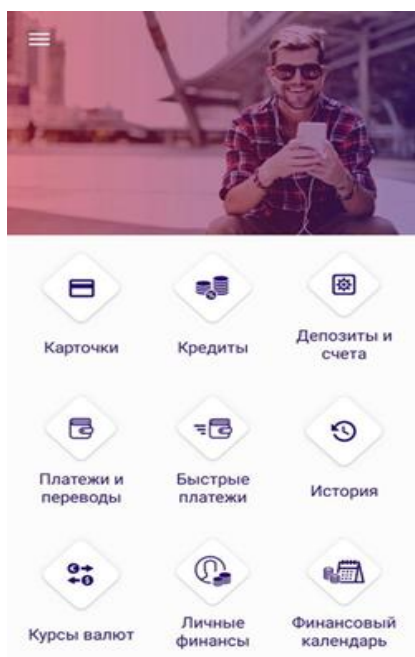 Карточки
Кредиты
Депозиты и
счета
Платежи и
переводы
Быстрые
платежи
История
Курсы валют
Личные
финансы
Финансовый
календарь